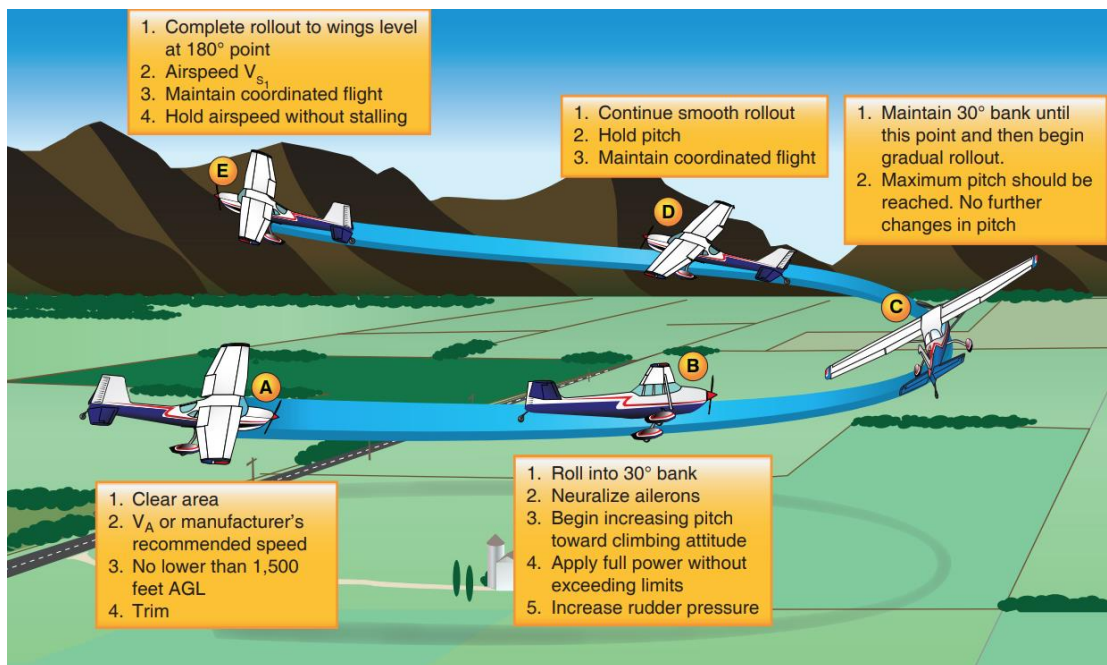 1. Complete rollout to wings level
at 180° point
2. Airspeed VS1
3. Maintain coordinated flight
4. Hold airspeed without stalling
1. Continue smooth rollout
2. Hold pitch
3. Maintain coordinated flight
1. Maintain 30° bank until
this point and then begin
gradual rollout.
2. Maximum pitch should be
reached. No further
changes in pitch
E
D
C
B
A
1. Clear area
2. VA or manufacturer's
recommended speed
3. No lower than 1,500
feet AGL
4. Trim
1. Roll into 30° bank
2. Neuralize ailerons
3. Begin increasing pitch
toward climbing attitude
4. Apply full power without
exceeding limits
5. Increase rudder pressure